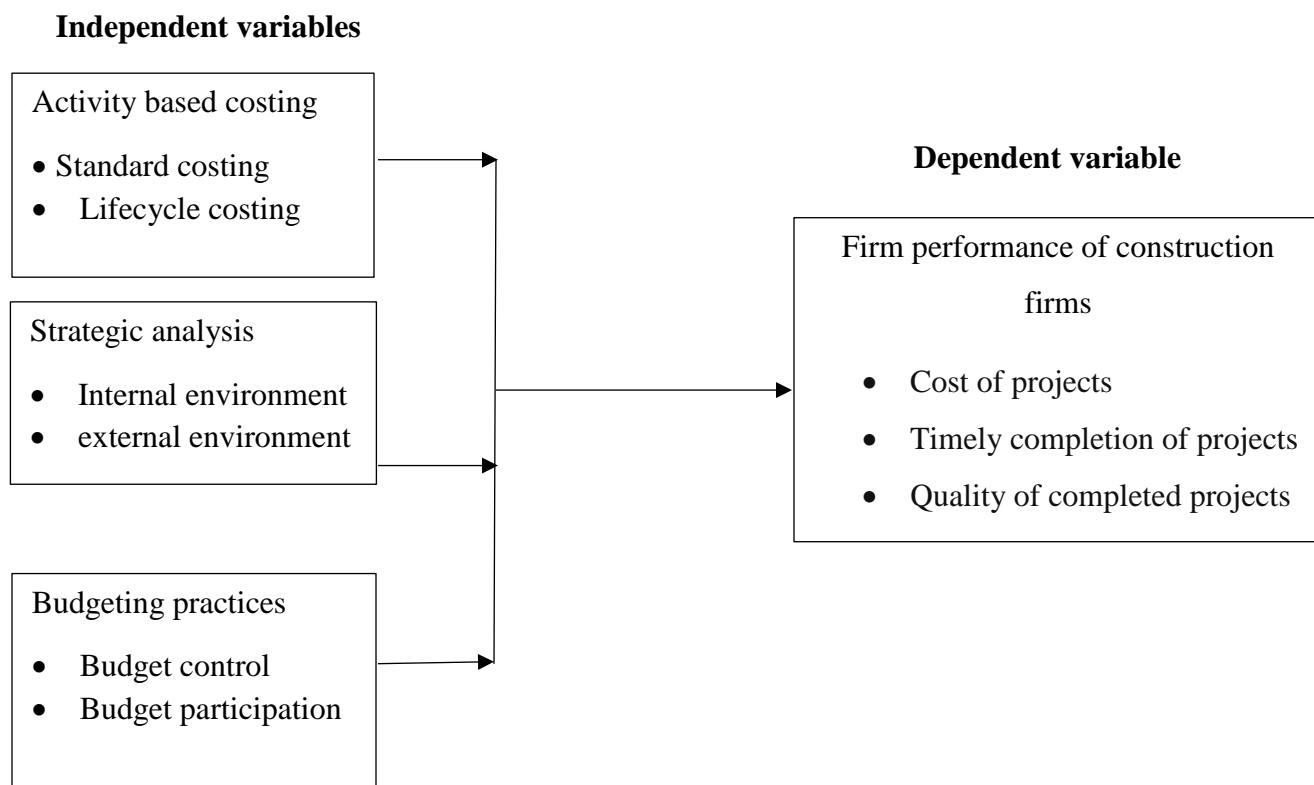 Independent variables
Activity based costing
• Standard costing
• Lifecycle costing
Strategic analysis
• Internal environment
• external environment
Budgeting practices
• Budget control
• Budget participation
Dependent variable
Firm performance of construction
firms
• Cost of projects
• Timely completion of projects
• Quality of completed projects